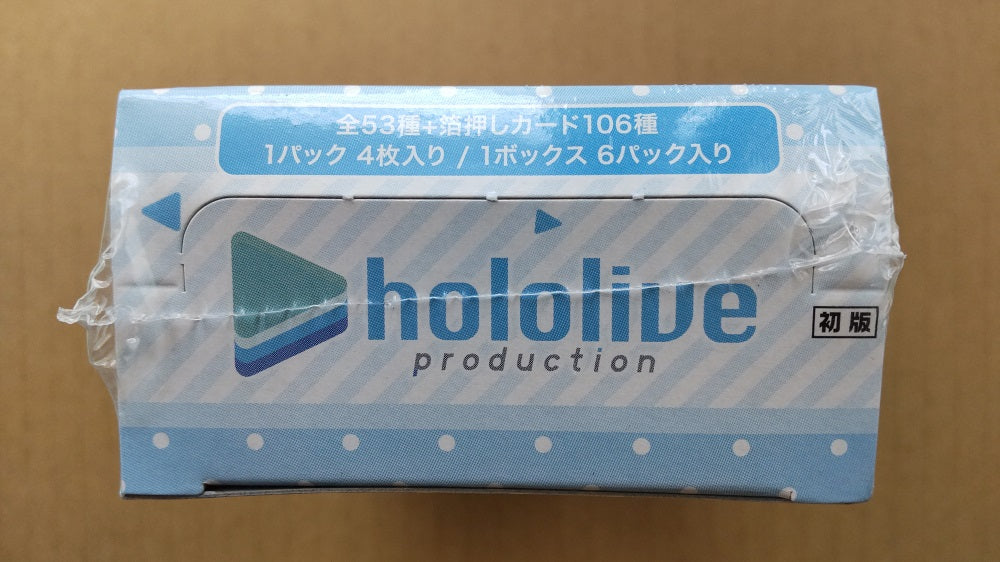 全53種+箔押しカード106種
1パック 4枚入り / 1ボックス 6パック入り
hololive
production
初版